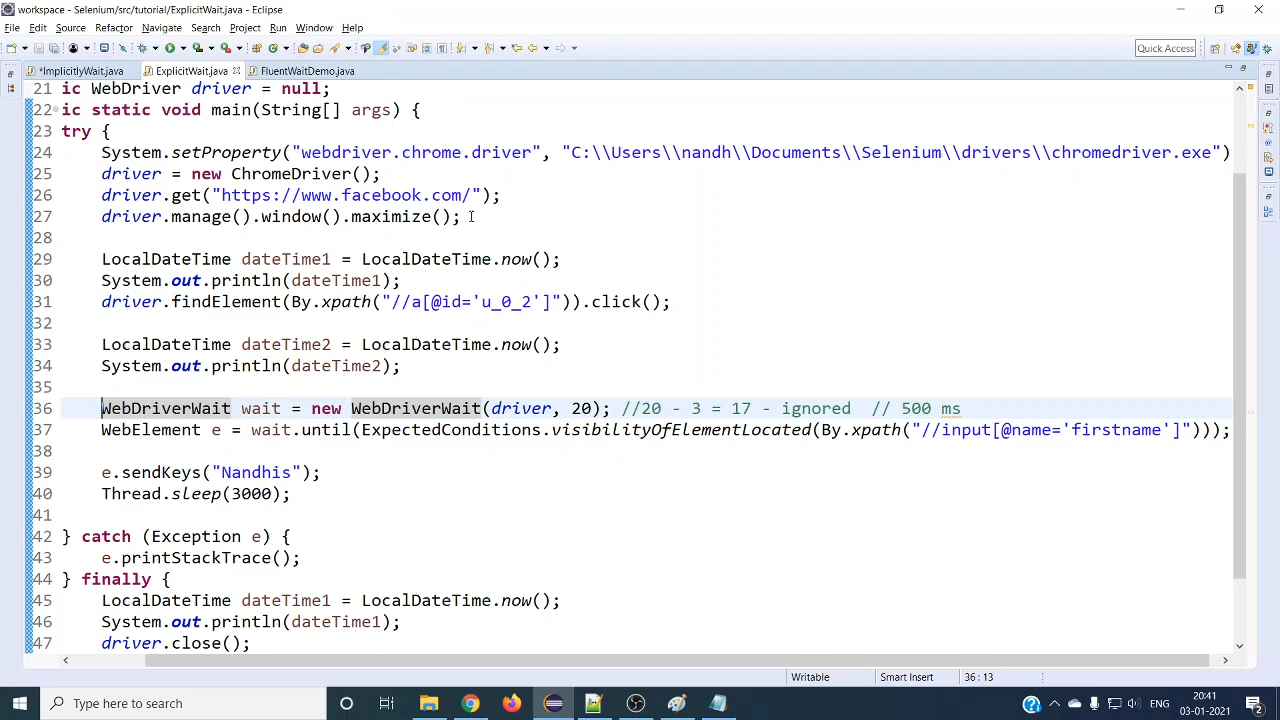 workspace - Selenium/src/tutorial/ExplicitWait.java - Eclipse
File Edit Source Refactor Navigate Search Project Run Window Help
Quick Access
*ImplicitlyWait.java ExplicitWait.java FluentWaitDemo.java
21 ic WebDriver driver = null;
22 ic static void main(String[] args) {
23 try {
24 System.setProperty("webdriver.chrome.driver", "C:\\Users\\nandh\\Documents\\Selenium\\drivers\\chromedriver.exe")
25 driver = new ChromeDriver();
26 driver.get("https://www.facebook.com/");
27 driver.manage().window().maximize();
28
29 LocalDateTime dateTime1 = LocalDateTime.now();
30 System.out.println(dateTime1);
31 driver.findElement(By.xpath("//a[@id='u_0_2']")).click();
32
33 LocalDateTime dateTime2 = LocalDateTime.now();
34 System.out.println(dateTime2);
35
36 WebDriverWait wait = new WebDriverWait(driver, 20); //20 - 3 = 17 - ignored // 500 ms
37 WebElement e = wait.until(ExpectedConditions.visibilityOfElementLocated(By.xpath("//input[@name='firstname']")));
38
39 e.sendKeys("Nandhis");
40 Thread.sleep(3000);
41
42 } catch (Exception e) {
43 e.printStackTrace();
44 } finally {
45 LocalDateTime dateTime1 = LocalDateTime.now();
46 System.out.println(dateTime1);
47 driver.close();
Writable Smart Insert 36 : 13
Type here to search
ENG
20:41
03-01-2021
2